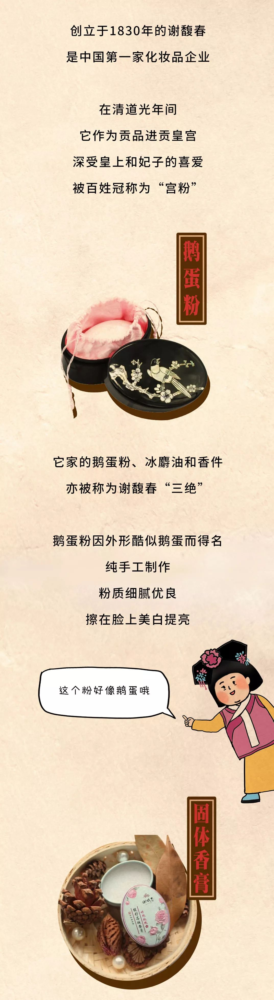 创立于1830年的谢馥春
是中国第一家化妆品企业
在清道光年间
它作为贡品进贡皇宫
深受皇上和妃子的喜爱
被百姓冠称为“宫粉”
鹅蛋粉
它家的鹅蛋粉、冰麝油和香件
亦被称为谢馥春“三绝”
鹅蛋粉因外形酷似鹅蛋而得名
纯手工制作
粉质细腻优良
擦在脸上美白提亮
这个粉好像鹅蛋哦
固体香膏
谢馥春